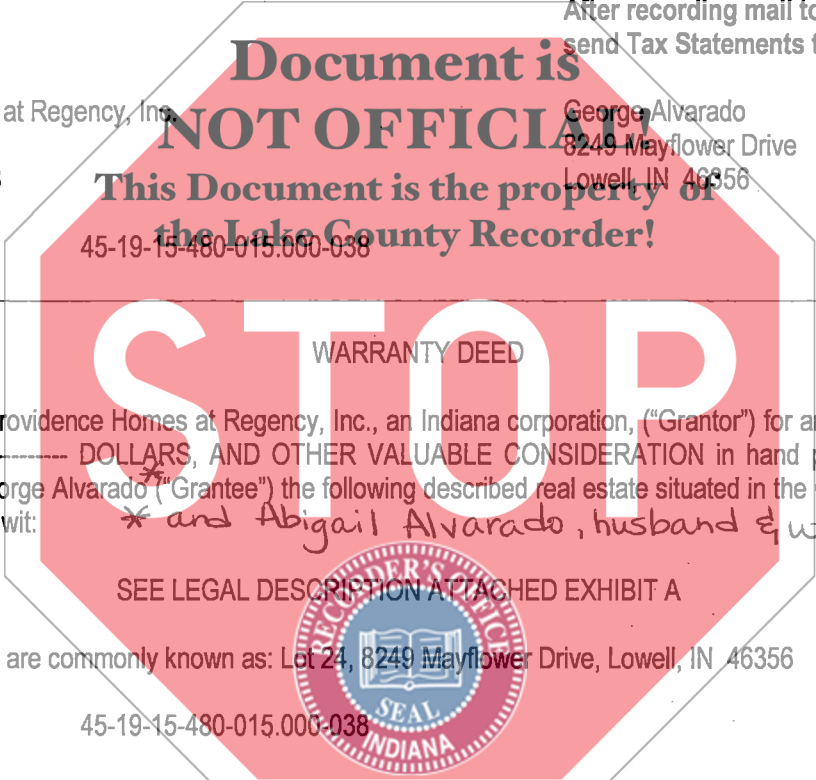 After recording mail to
send Tax Statements t
Document is
NOT OFFICIAL!
This Document is the property of
the Lake County Recorder!
at Regency, Inc.
George Alvarado
8249 Mayflower Drive
Lowell, IN 46356
45-19-15-480-015.000-038
STOP
WARRANTY DEED
rovidence Homes at Regency, Inc., an Indiana corporation, ("Grantor") for an
--------- DOLLARS, AND OTHER VALUABLE CONSIDERATION in hand p
*
orge Alvarado ("Grantee") the following described real estate situated in the
wit:
* and Abigail Alvarado, husband & w
SEE LEGAL DESCRIPTION ATTACHED EXHIBIT A
RECORDER'S OFFICE
SEAL
INDIANA
are commonly known as: Lot 24, 8249 Mayflower Drive, Lowell, IN 46356
45-19-15-480-015.000-038